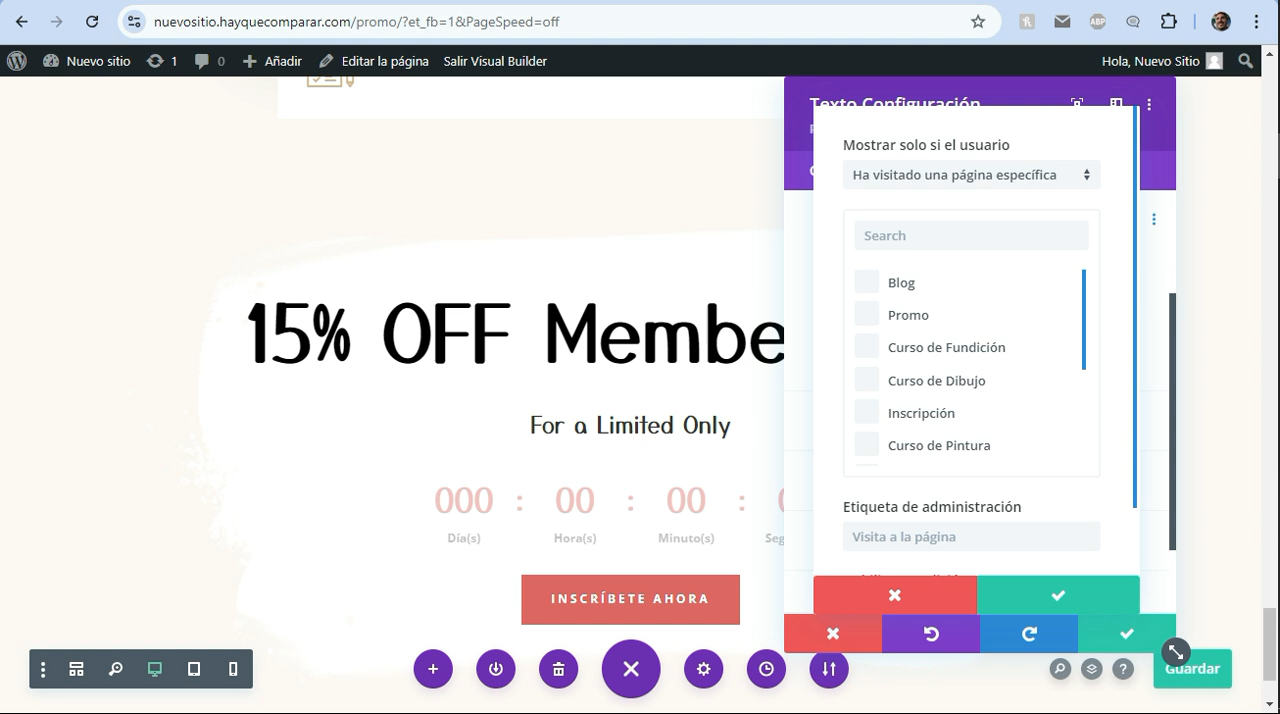 nuevositio.hayquecomparar.com/promo/?et_fb=1&PageSpeed=off
ABP
Nuevo sitio 1 0 Añadir Editar la página Salir Visual Builder Hola, Nuevo Sitio
Texto Configuración
Mostrar solo si el usuario
Ha visitado una página específica
Search
Blog
Promo
Curso de Fundición
Curso de Dibujo
Inscripción
Curso de Pintura
Etiqueta de administración
Visita a la página
15% OFF Membe
For a Limited Only
000 : 00 : 00 :
Día(s) Hora(s) Minuto(s) Seg
INSCRÍBETE AHORA
Guardar